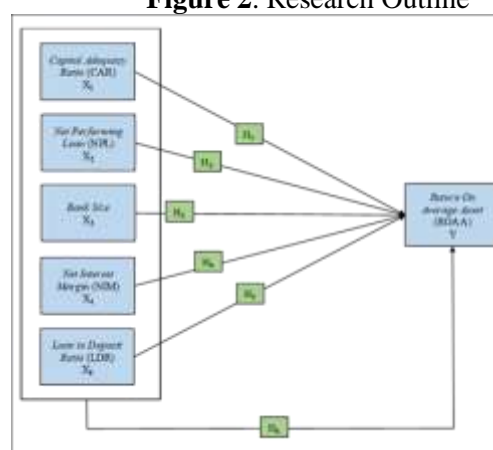 Figure 2. Research Outline
Capital Adequacy
Ratio (CAR)
X1
H1
Net Performing
Loan (NPL)
X2
H2
Bank Size
X3
H3
Return On
Average Asset
(ROAA)
Y
Net Interest
Margin (NIM)
X4
H4
H5
Loan to Deposit
Ratio (LDR)
X5
H6